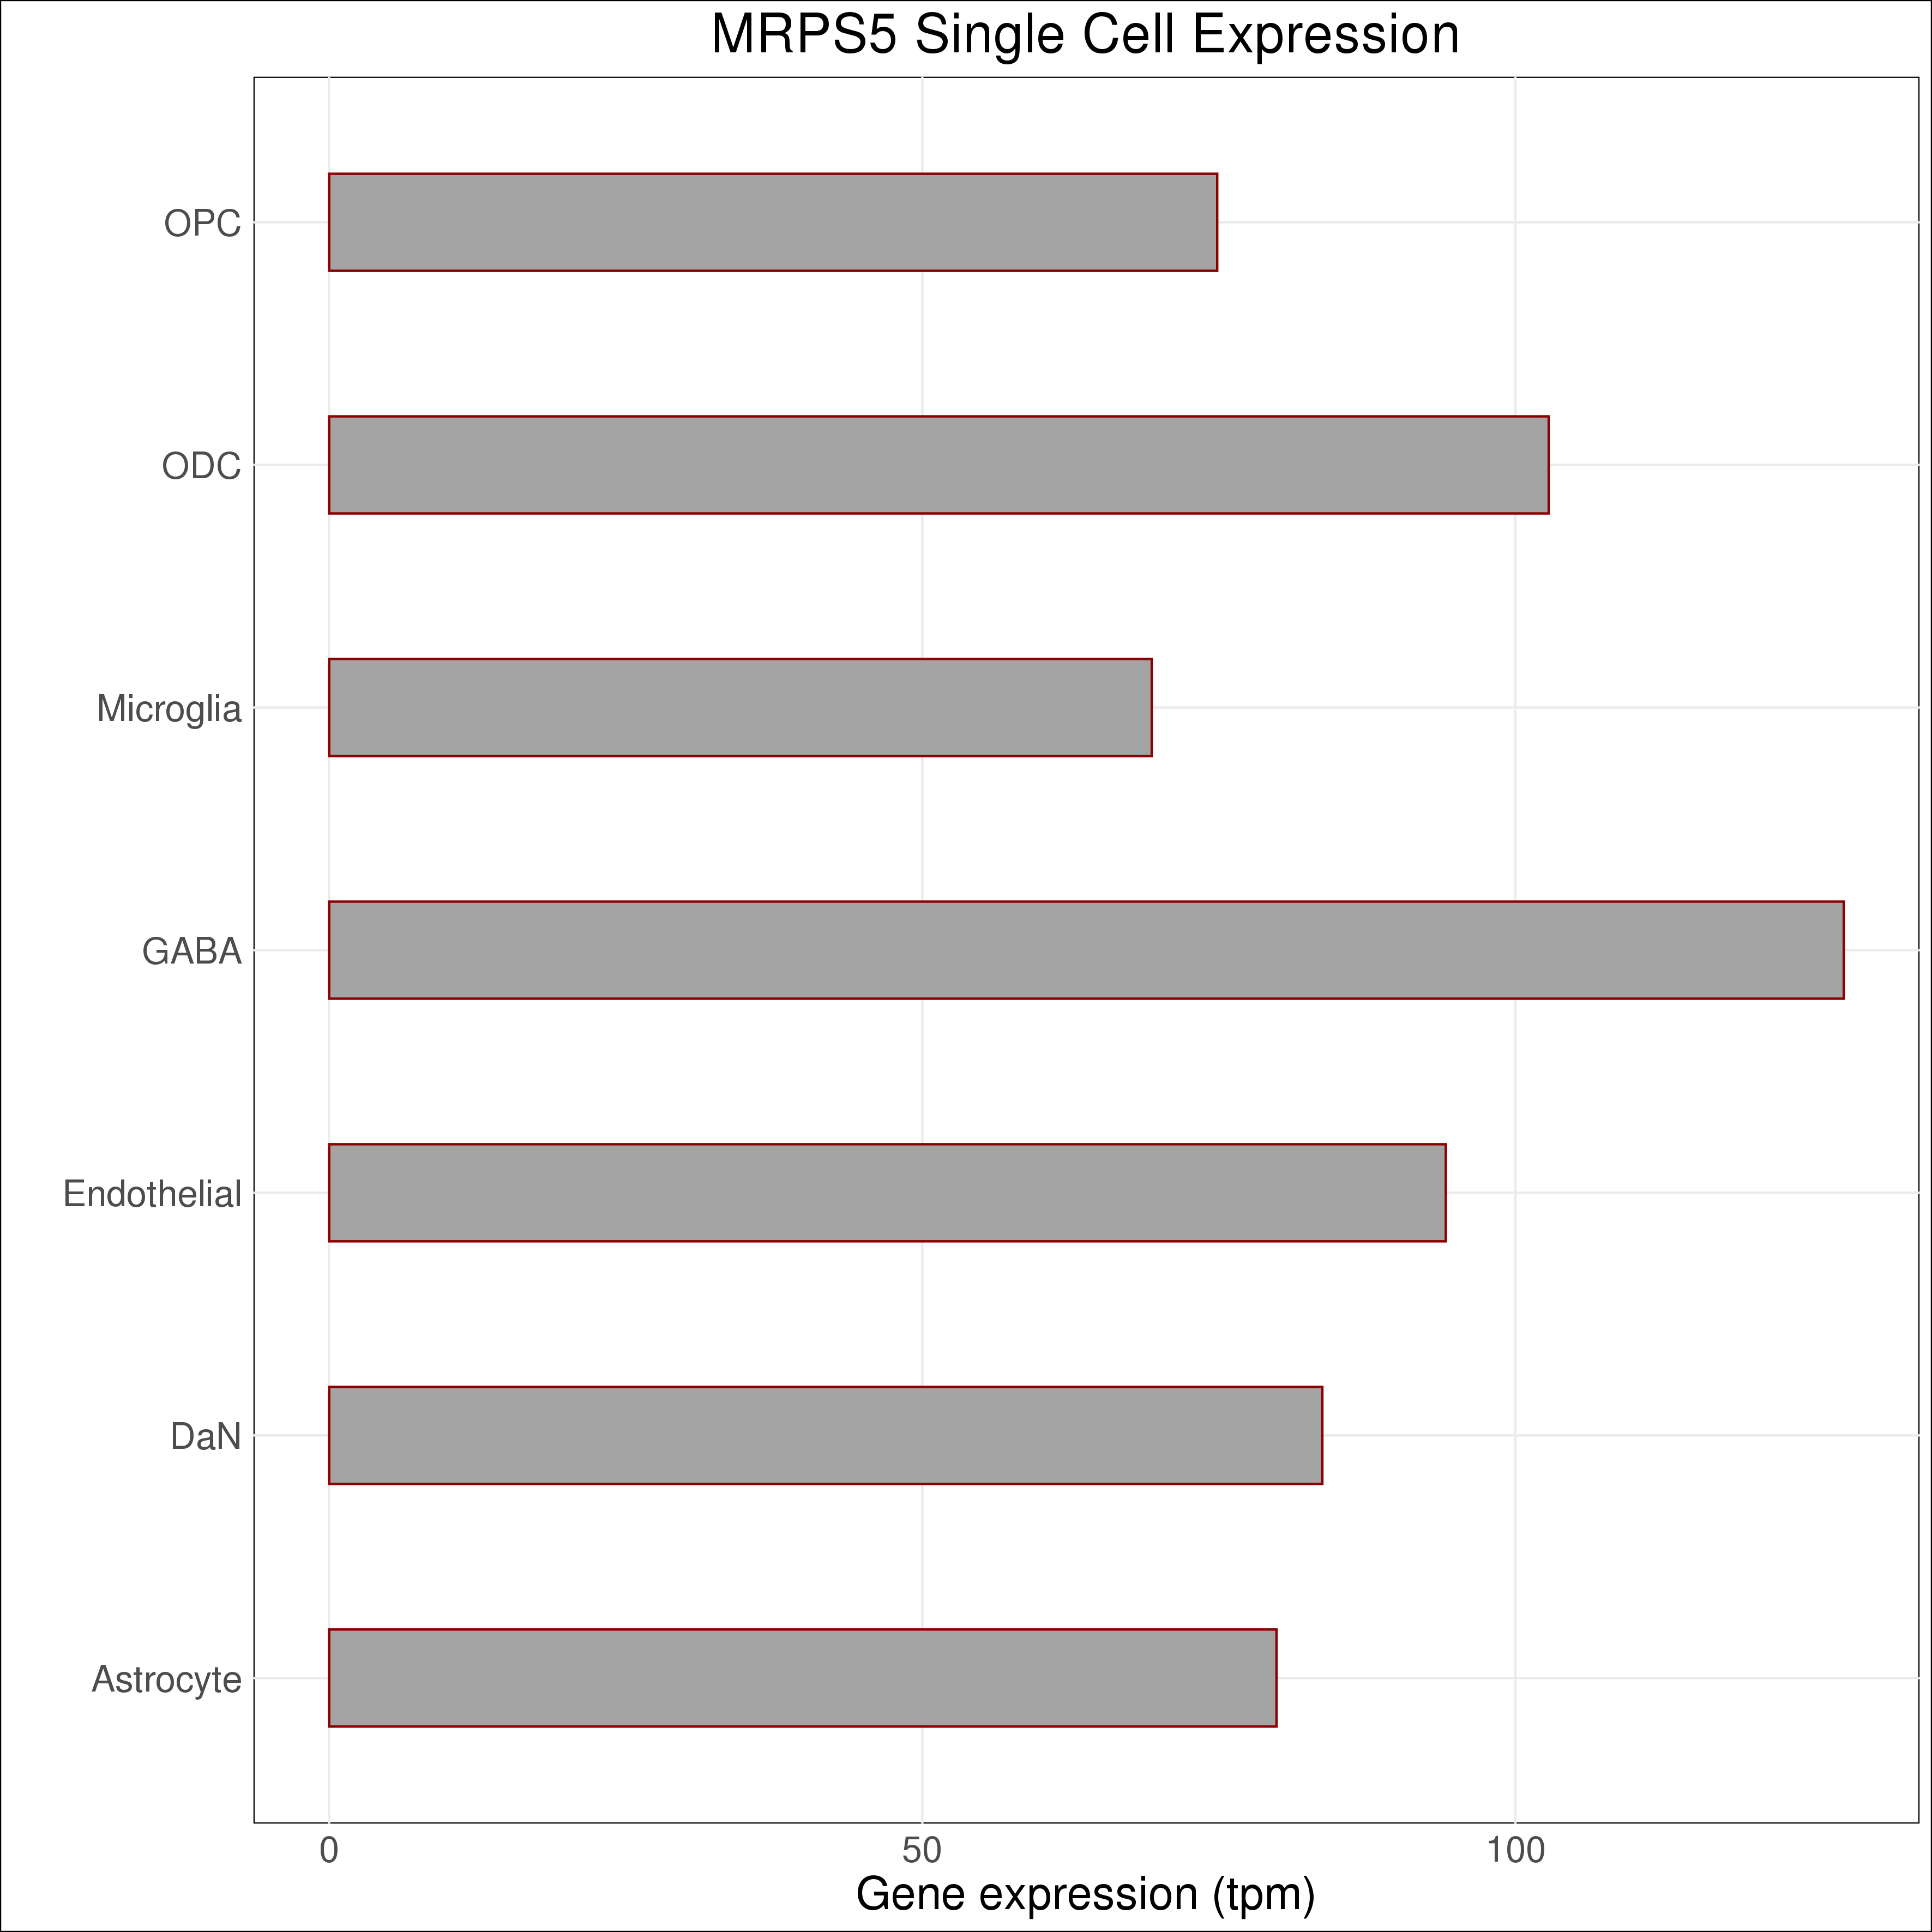 MRPS5 Single Cell Expression
OPC
ODC
Microglia
GABA
Endothelial
DaN
Astrocyte
0 50 100
Gene expression (tpm)